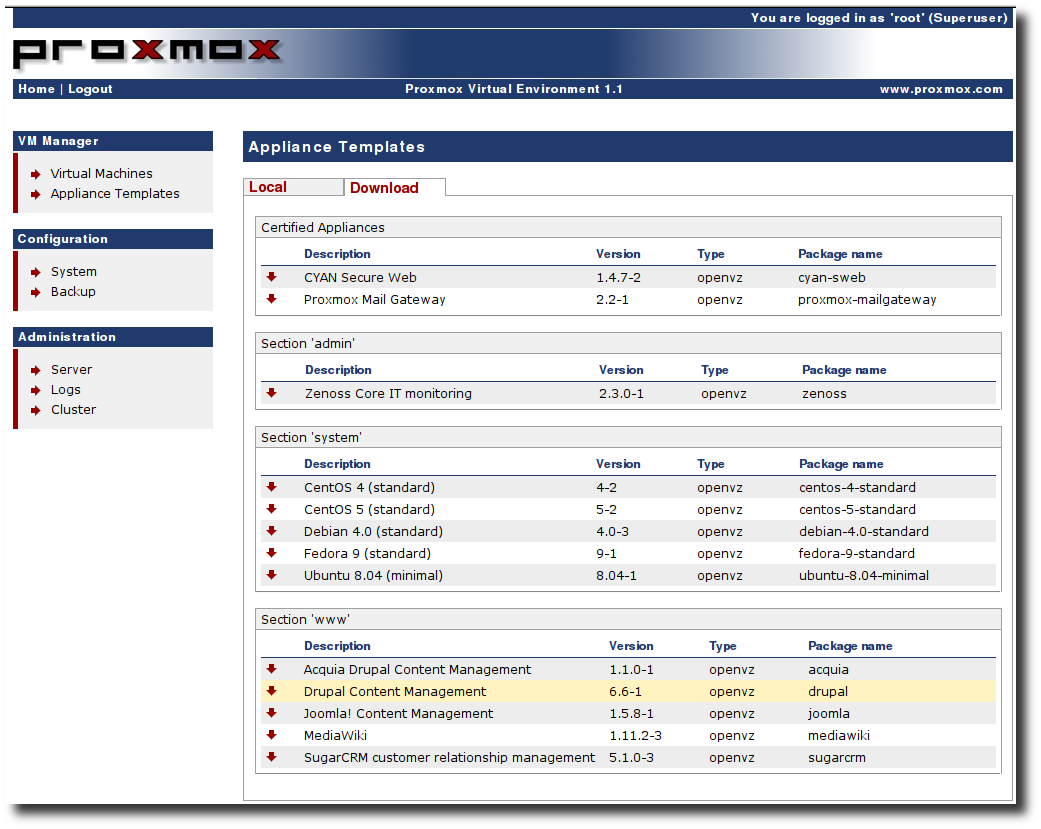 You are logged in as 'root' (Superuser)
proxmox
Home | Logout Proxmox Virtual Environment 1.1 www.proxmox.com
VM Manager
Virtual Machines
Appliance Templates
Configuration
System
Backup
Administration
Server
Logs
Cluster
Appliance Templates
Local Download
Certified Appliances
Description Version Type Package name
CYAN Secure Web 1.4.7-2 openvz cyan-sweb
Proxmox Mail Gateway 2.2-1 openvz proxmox-mailgateway
Section 'admin'
Description Version Type Package name
Zenoss Core IT monitoring 2.3.0-1 openvz zenoss
Section 'system'
Description Version Type Package name
CentOS 4 (standard) 4-2 openvz centos-4-standard
CentOS 5 (standard) 5-2 openvz centos-5-standard
Debian 4.0 (standard) 4.0-3 openvz debian-4.0-standard
Fedora 9 (standard) 9-1 openvz fedora-9-standard
Ubuntu 8.04 (minimal) 8.04-1 openvz ubuntu-8.04-minimal
Section 'www'
Description Version Type Package name
Acquia Drupal Content Management 1.1.0-1 openvz acquia
Drupal Content Management 6.6-1 openvz drupal
Joomla! Content Management 1.5.8-1 openvz joomla
MediaWiki 1.11.2-3 openvz mediawiki
SugarCRM customer relationship management 5.1.0-3 openvz sugarcrm